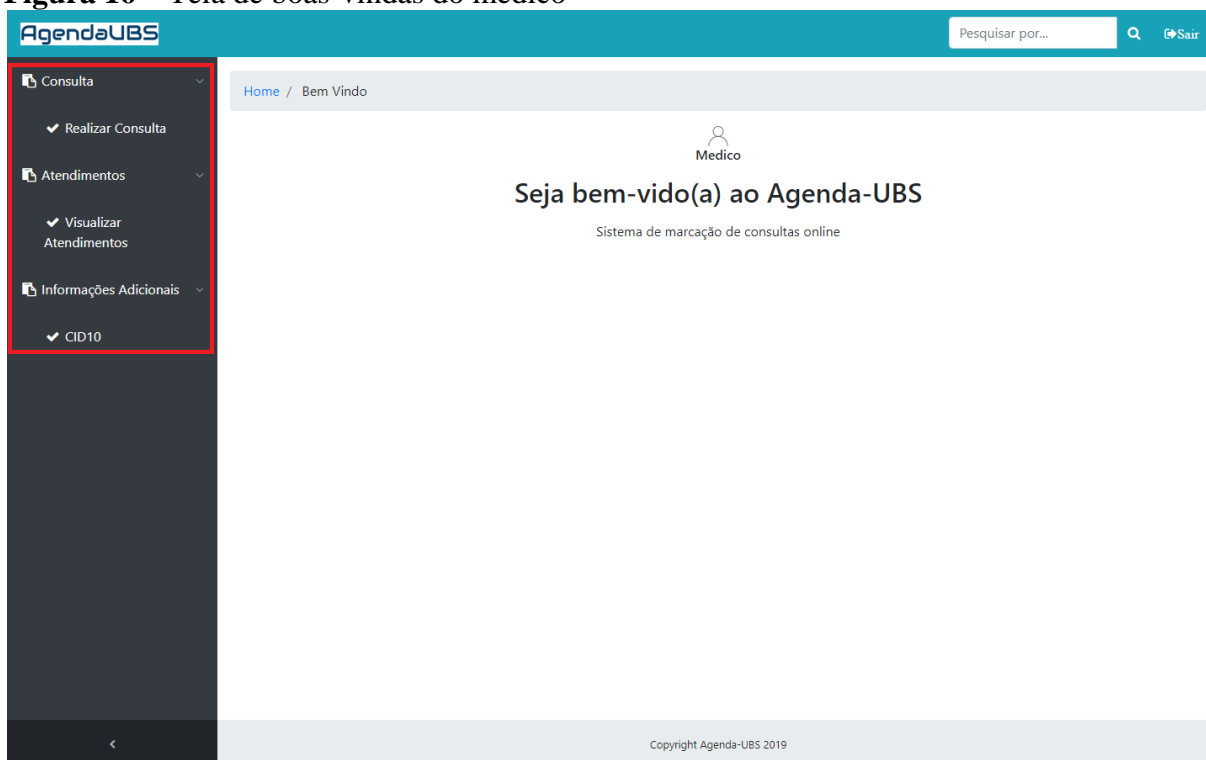 Figura 16 – Tela de boas-vindas do médico
AgendaUBS
Pesquisar por...
Sair
Consulta
Realizar Consulta
Atendimentos
Visualizar
Atendimentos
Informações Adicionais
CID10
Home / Bem Vindo
Medico
Seja bem-vido(a) ao Agenda-UBS
Sistema de marcação de consultas online
Copyright Agenda-UBS 2019